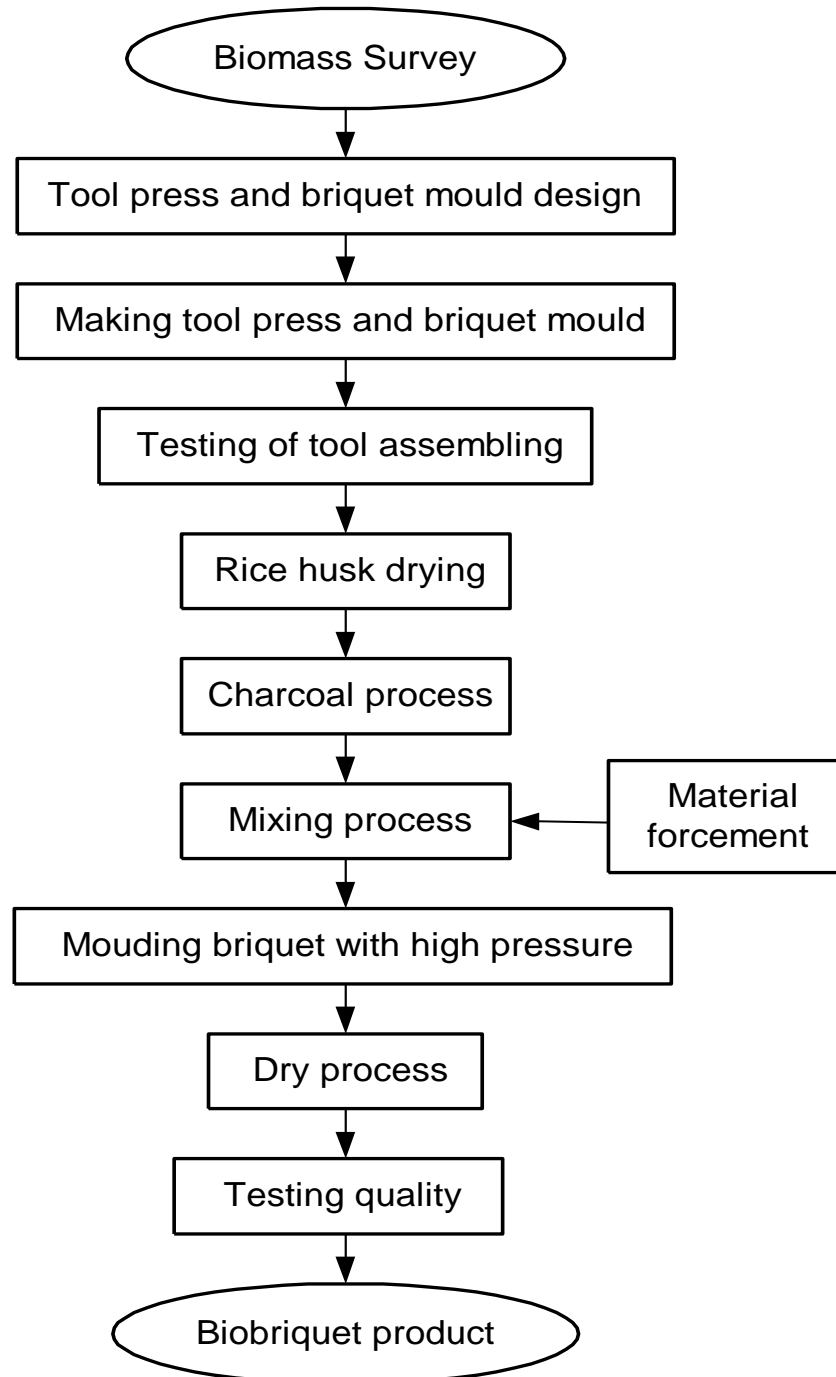 Biomass Survey
Tool press and briquet mould design
Making tool press and briquet mould
Testing of tool assembling
Rice husk drying
Charcoal process
Mixing process
Material
forcement
Mouding briquet with high pressure
Dry process
Testing quality
Biobriquet product